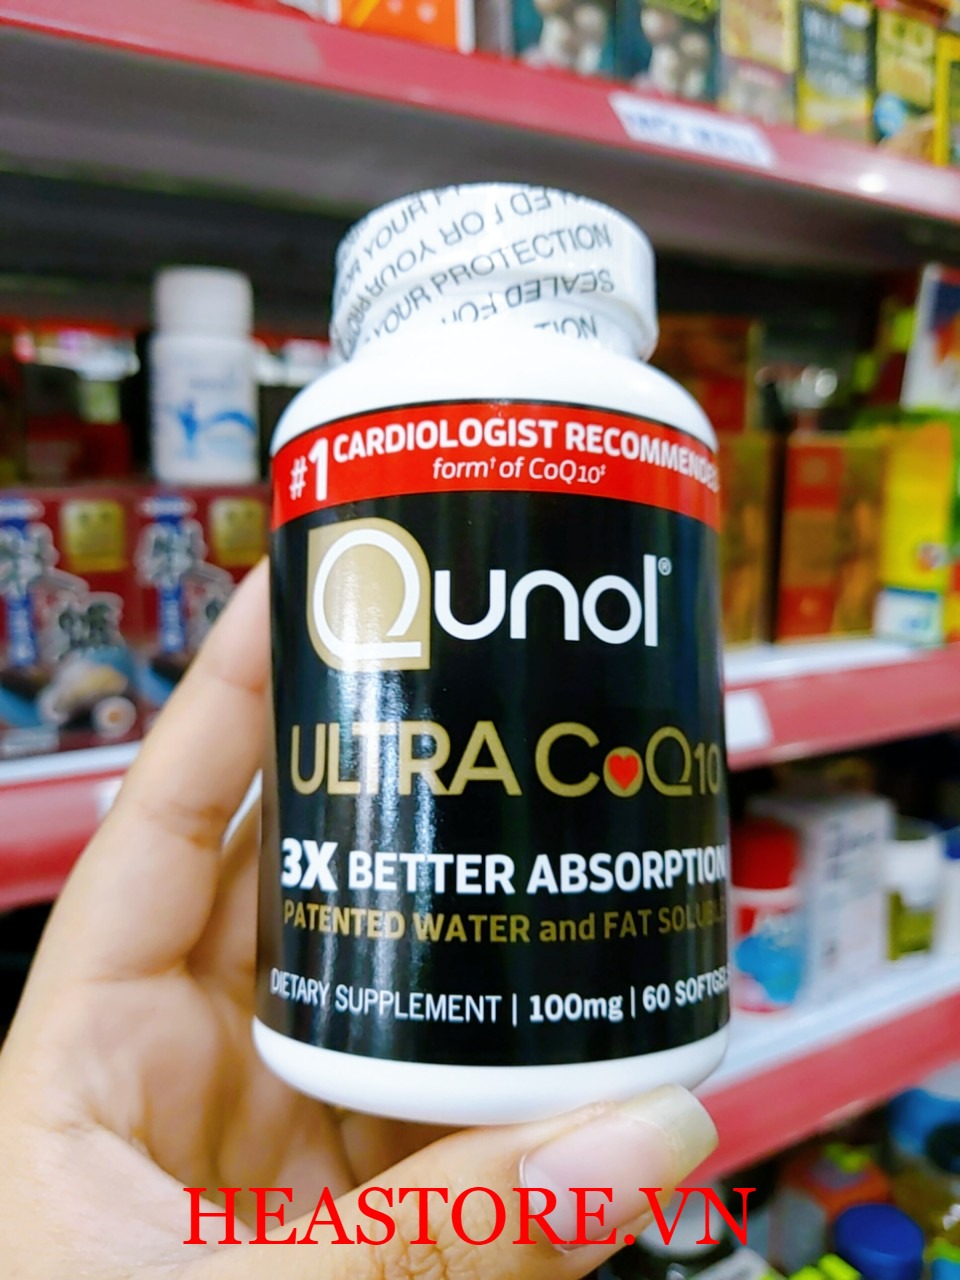 SEALED FOR YOUR PROTECTION
#1 CARDIOLOGIST RECOMMENDED
form† of CoQ10‡
Qunol®
ULTRA CoQ10
3X BETTER ABSORPTION
PATENTED WATER and FAT SOLUBLE
DIETARY SUPPLEMENT | 100mg | 60 SOFTGELS
HEASTORE.VN